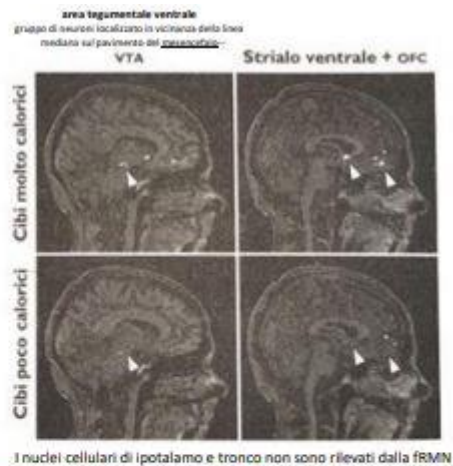 area tegumentale ventrale
gruppo di neuroni localizzato in vicinanza della linea
mediana sul pavimento del mesencefalo
VTA
Strialo ventrale + OFC
Cibi molto calorici
Cibi poco calorici
I nuclei cellulari di ipotalamo e tronco non sono rilevati dalla fRMN